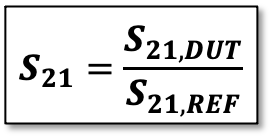 S21 = S21,DUT / S21,REF